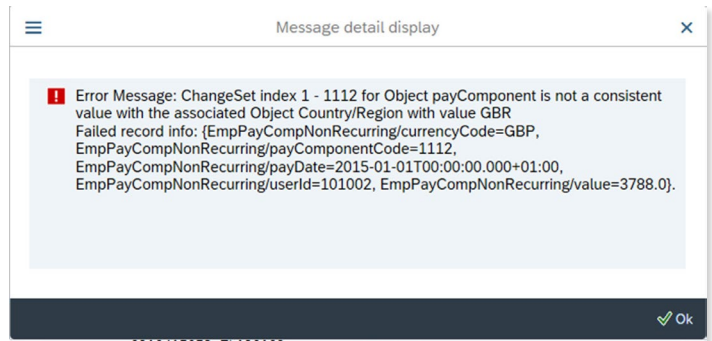 Message detail display
Error Message: ChangeSet index 1 - 1112 for Object payComponent is not a consistent
value with the associated Object Country/Region with value GBR
Failed record info: {EmpPayCompNonRecurring/currencyCode=GBP,
EmpPayCompNonRecurring/payComponentCode=1112,
EmpPayCompNonRecurring/payDate=2015-01-01T00:00:00.000+01:00,
EmpPayCompNonRecurring/userId=101002, EmpPayCompNonRecurring/value=3788.0}.
Ok